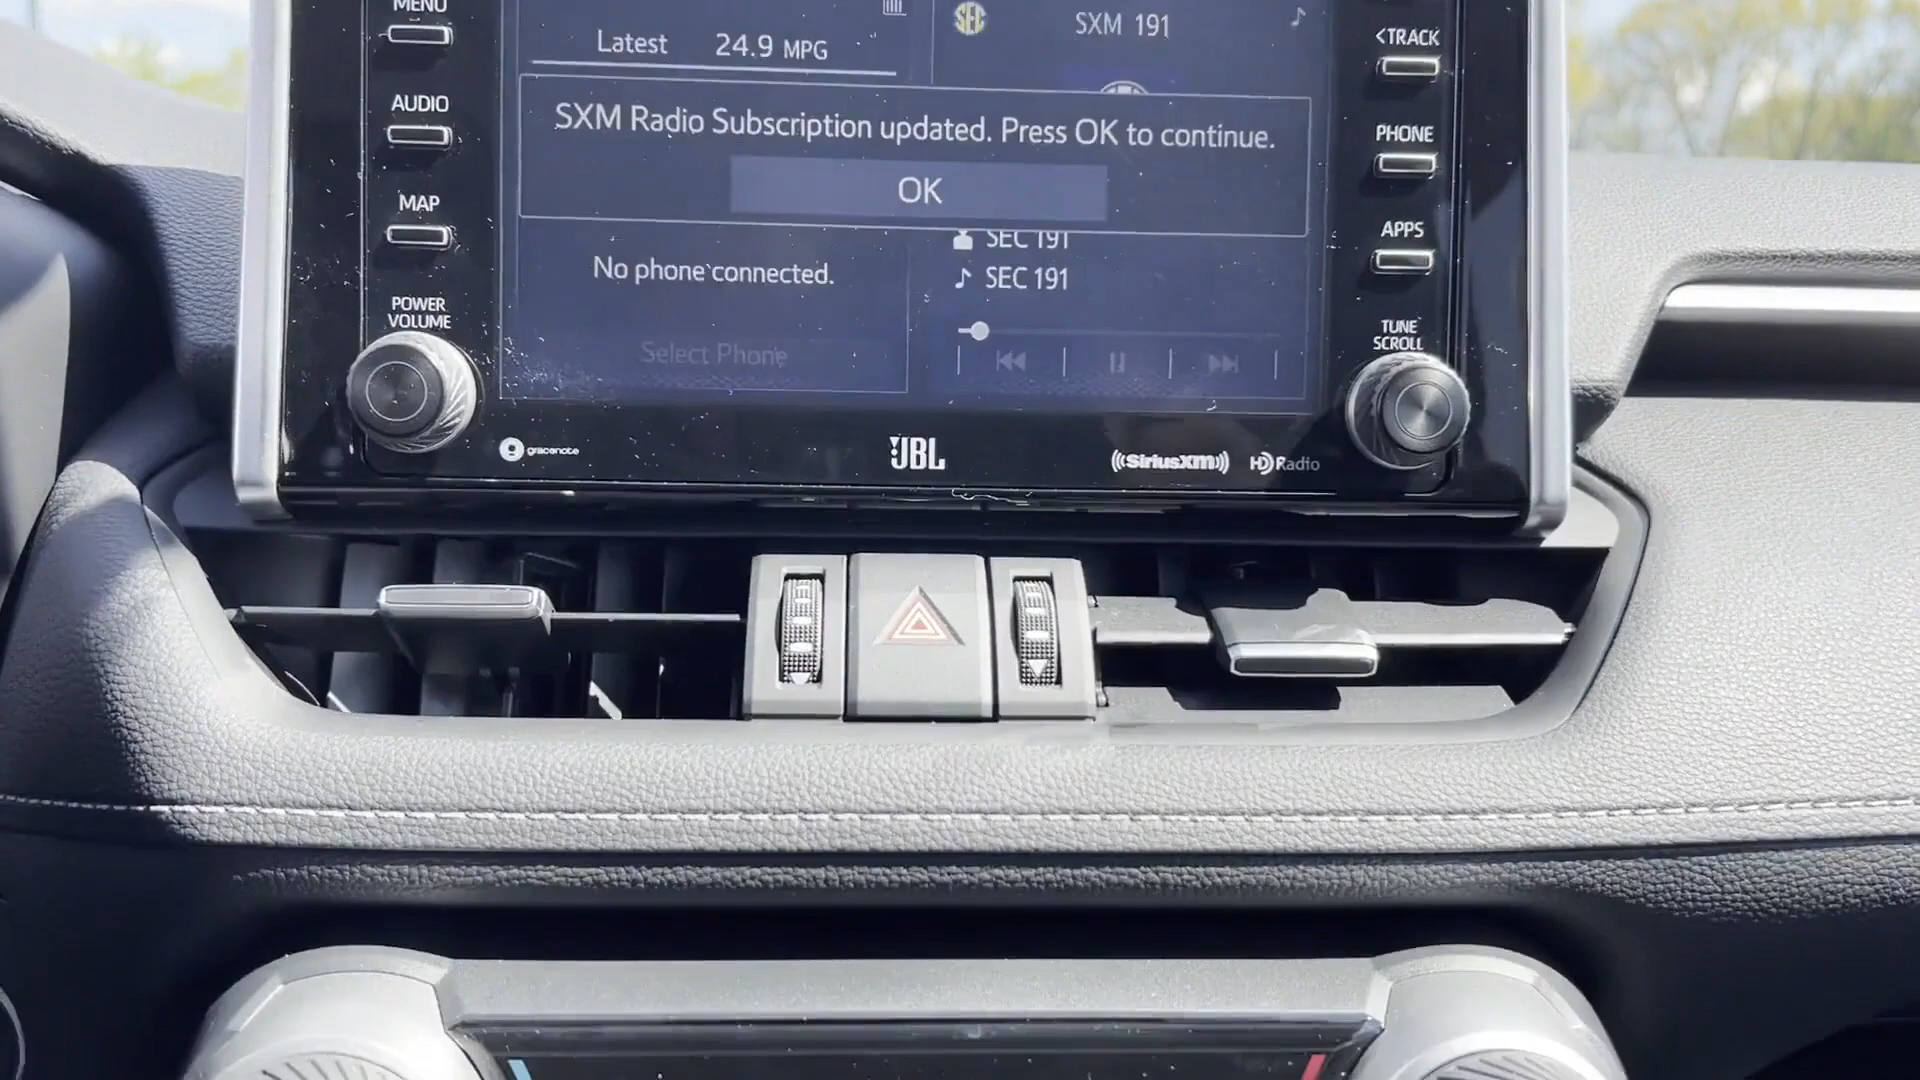 MENU
AUDIO
MAP
POWER
VOLUME
Latest 24.9 MPG
SEC SXM 191
SXM Radio Subscription updated. Press OK to continue.
OK
SEC 191
No phone connected.
SEC 191
Select Phone
<TRACK
PHONE
APPS
TUNE
SCROLL
gracenote
JBL
((SiriusXM))
HD Radio